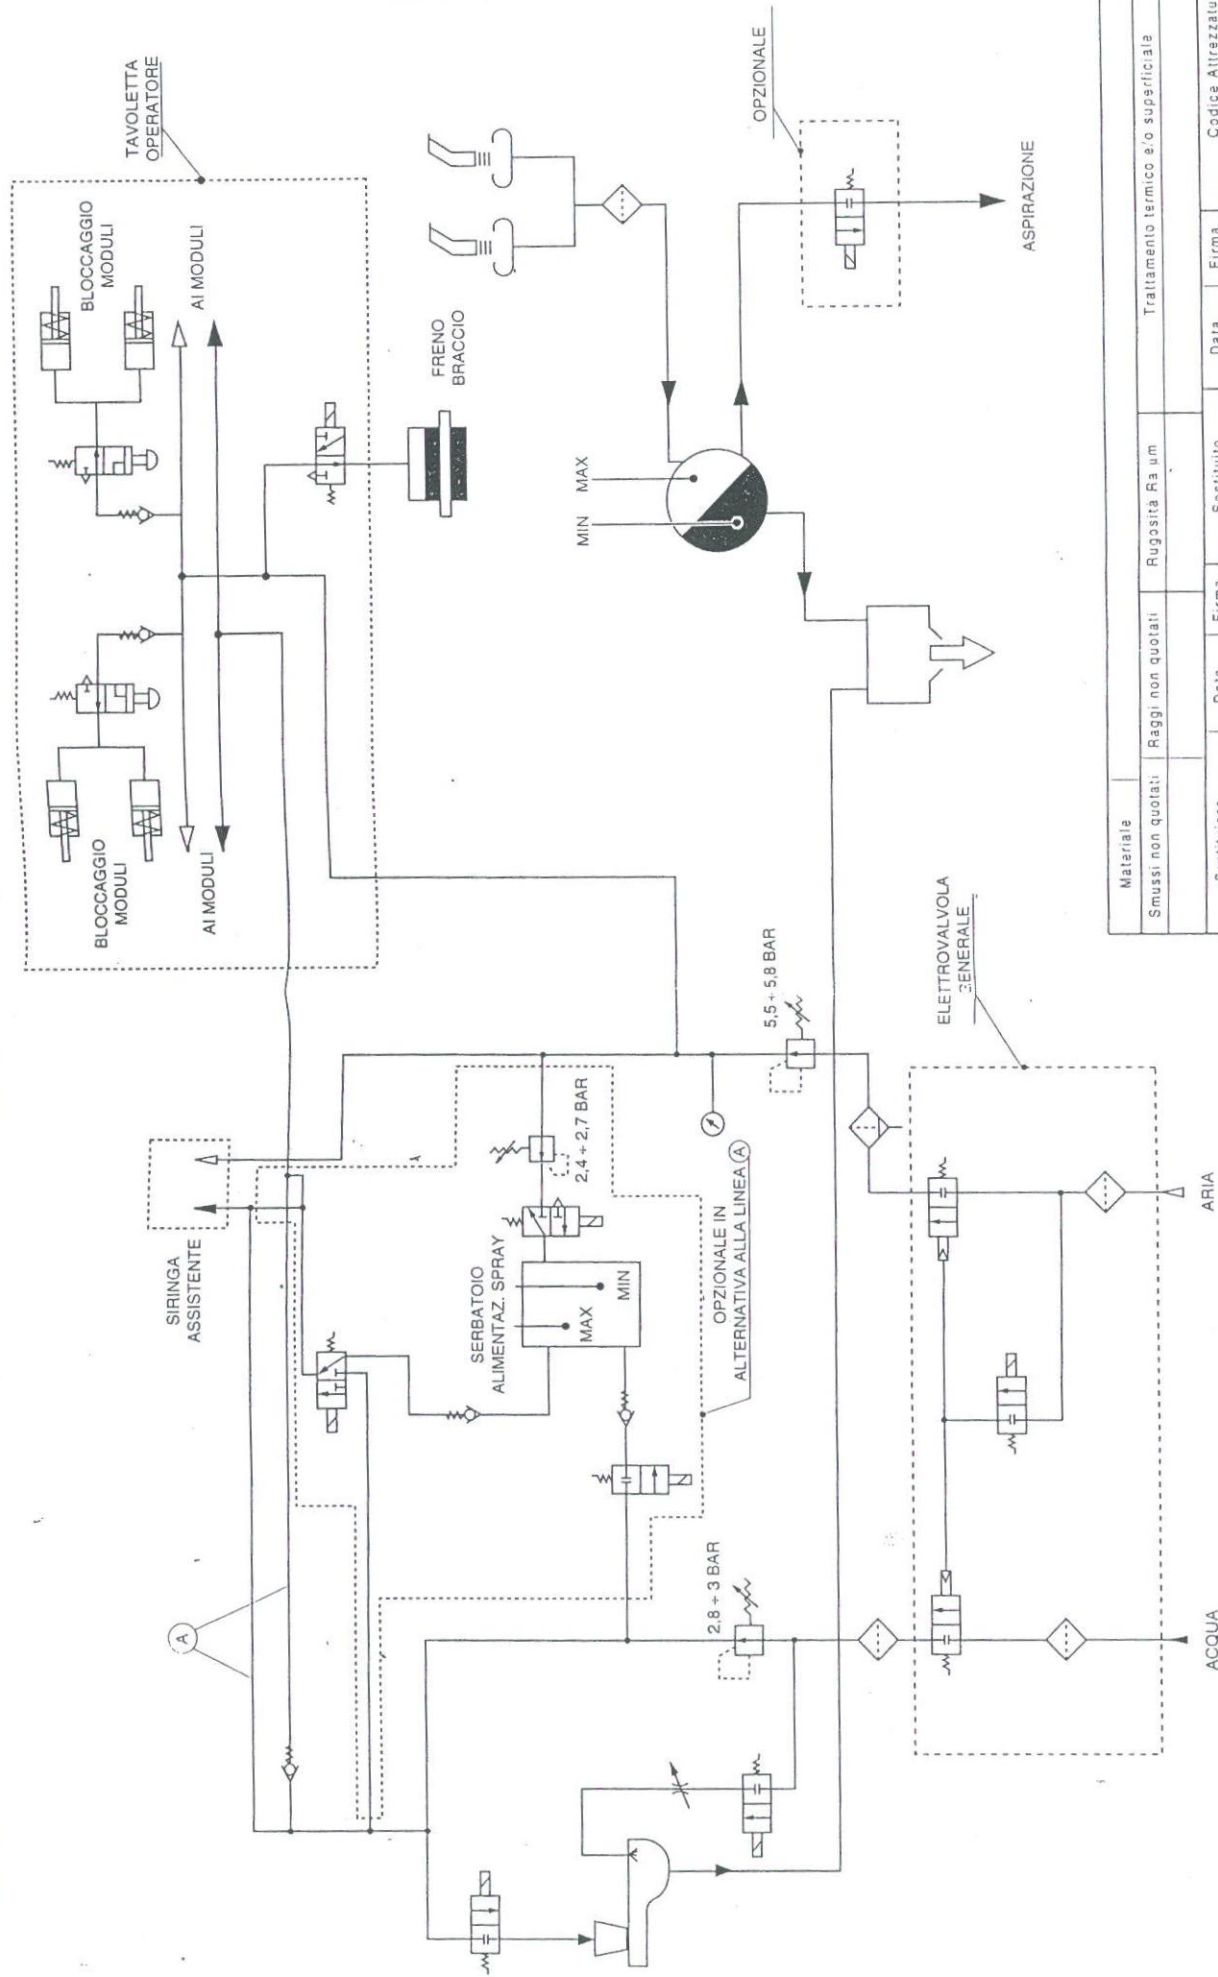 TAVOLETTA
OPERATORE
BLOCCAGGIO
MODULI
AI MODULI
BLOCCAGGIO
MODULI
AI MODULI
FRENO
BRACCIO
OPZIONALE
ASPIRAZIONE
MIN
MAX
SIRINGA
ASSISTENTE
A
SERBATOIO
ALIMENTAZ. SPRAY
MAX
MIN
2,4 ÷ 2,7 BAR
5,5 ÷ 5,8 BAR
OPZIONALE IN
ALTERNATIVA ALLA LINEA A
2,8 ÷ 3 BAR
ELETTROVALVOLA
GENERALE
ACQUA
ARIA
Materiale
Smussi non quotati
Raggi non quotati
Rugosità Ra um
Trattamento termico e/o superficiale
Data
Firma
Sostituito
Data
Firma
Codice